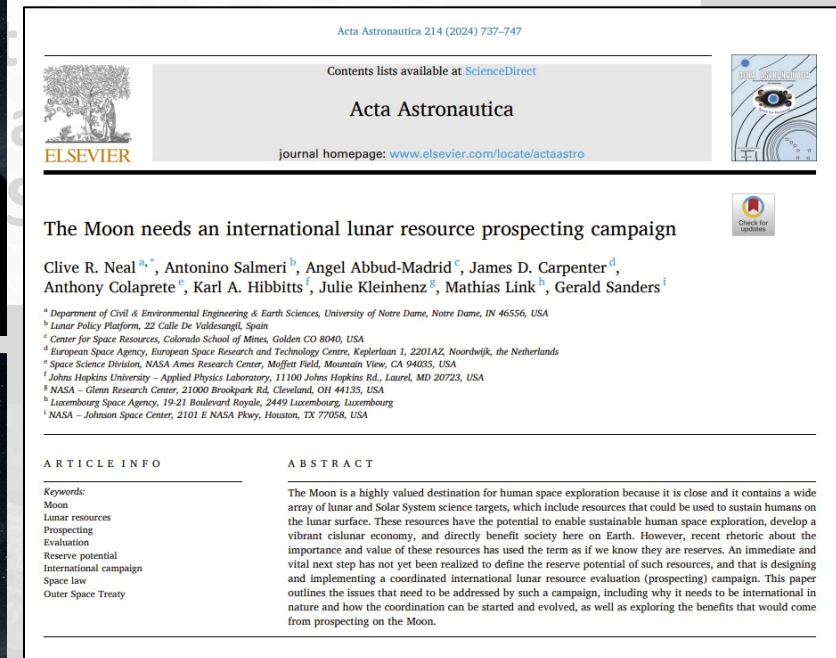 Acta Astronautica 214 (2024) 737–747
Contents lists available at ScienceDirect
Acta Astronautica
journal homepage: www.elsevier.com/locate/actaastro
ELSEVIER
ACTA ASTRONAUTICA
Check for
updates
The Moon needs an international lunar resource prospecting campaign
Clive R. Neal a,*, Antonino Salmeri b, Angel Abbud-Madrid c, James D. Carpenter d,
Anthony Colaprete e, Karl A. Hibbitts f, Julie Kleinhenz g, Mathias Link h, Gerald Sanders i
a Department of Civil & Environmental Engineering & Earth Sciences, University of Notre Dame, Notre Dame, IN 46556, USA
b Lunar Policy Platform, 22 Calle De Valdesangil, Spain
c Center for Space Resources, Colorado School of Mines, Golden CO 8040, USA
d European Space Agency, European Space Research and Technology Centre, Keplerlaan 1, 2201AZ, Noordwijk, the Netherlands
e Space Science Division, NASA Ames Research Center, Moffett Field, Mountain View, CA 94035, USA
f Johns Hopkins University – Applied Physics Laboratory, 11100 Johns Hopkins Rd., Laurel, MD 20723, USA
g NASA – Glenn Research Center, 21000 Brookpark Rd, Cleveland, OH 44135, USA
h Luxembourg Space Agency, 19-21 Boulevard Royale, 2449 Luxembourg, Luxembourg
i NASA – Johnson Space Center, 2101 E NASA Pkwy, Houston, TX 77058, USA
ARTICLE INFO
Keywords:
Moon
Lunar resources
Prospecting
Evaluation
Reserve potential
International campaign
Space law
Outer Space Treaty
ABSTRACT
The Moon is a highly valued destination for human space exploration because it is close and it contains a wide
array of lunar and Solar System science targets, which include resources that could be used to sustain humans on
the lunar surface. These resources have the potential to enable sustainable human space exploration, develop a
vibrant cislunar economy, and directly benefit society here on Earth. However, recent rhetoric about the
importance and value of these resources has used the term as if we know they are reserves. An immediate and
vital next step has not yet been realized to define the reserve potential of such resources, and that is designing
and implementing a coordinated international lunar resource evaluation (prospecting) campaign. This paper
outlines the issues that need to be addressed by such a campaign, including why it needs to be international in
nature and how the coordination can be started and evolved, as well as exploring the benefits that would come
from prospecting on the Moon.